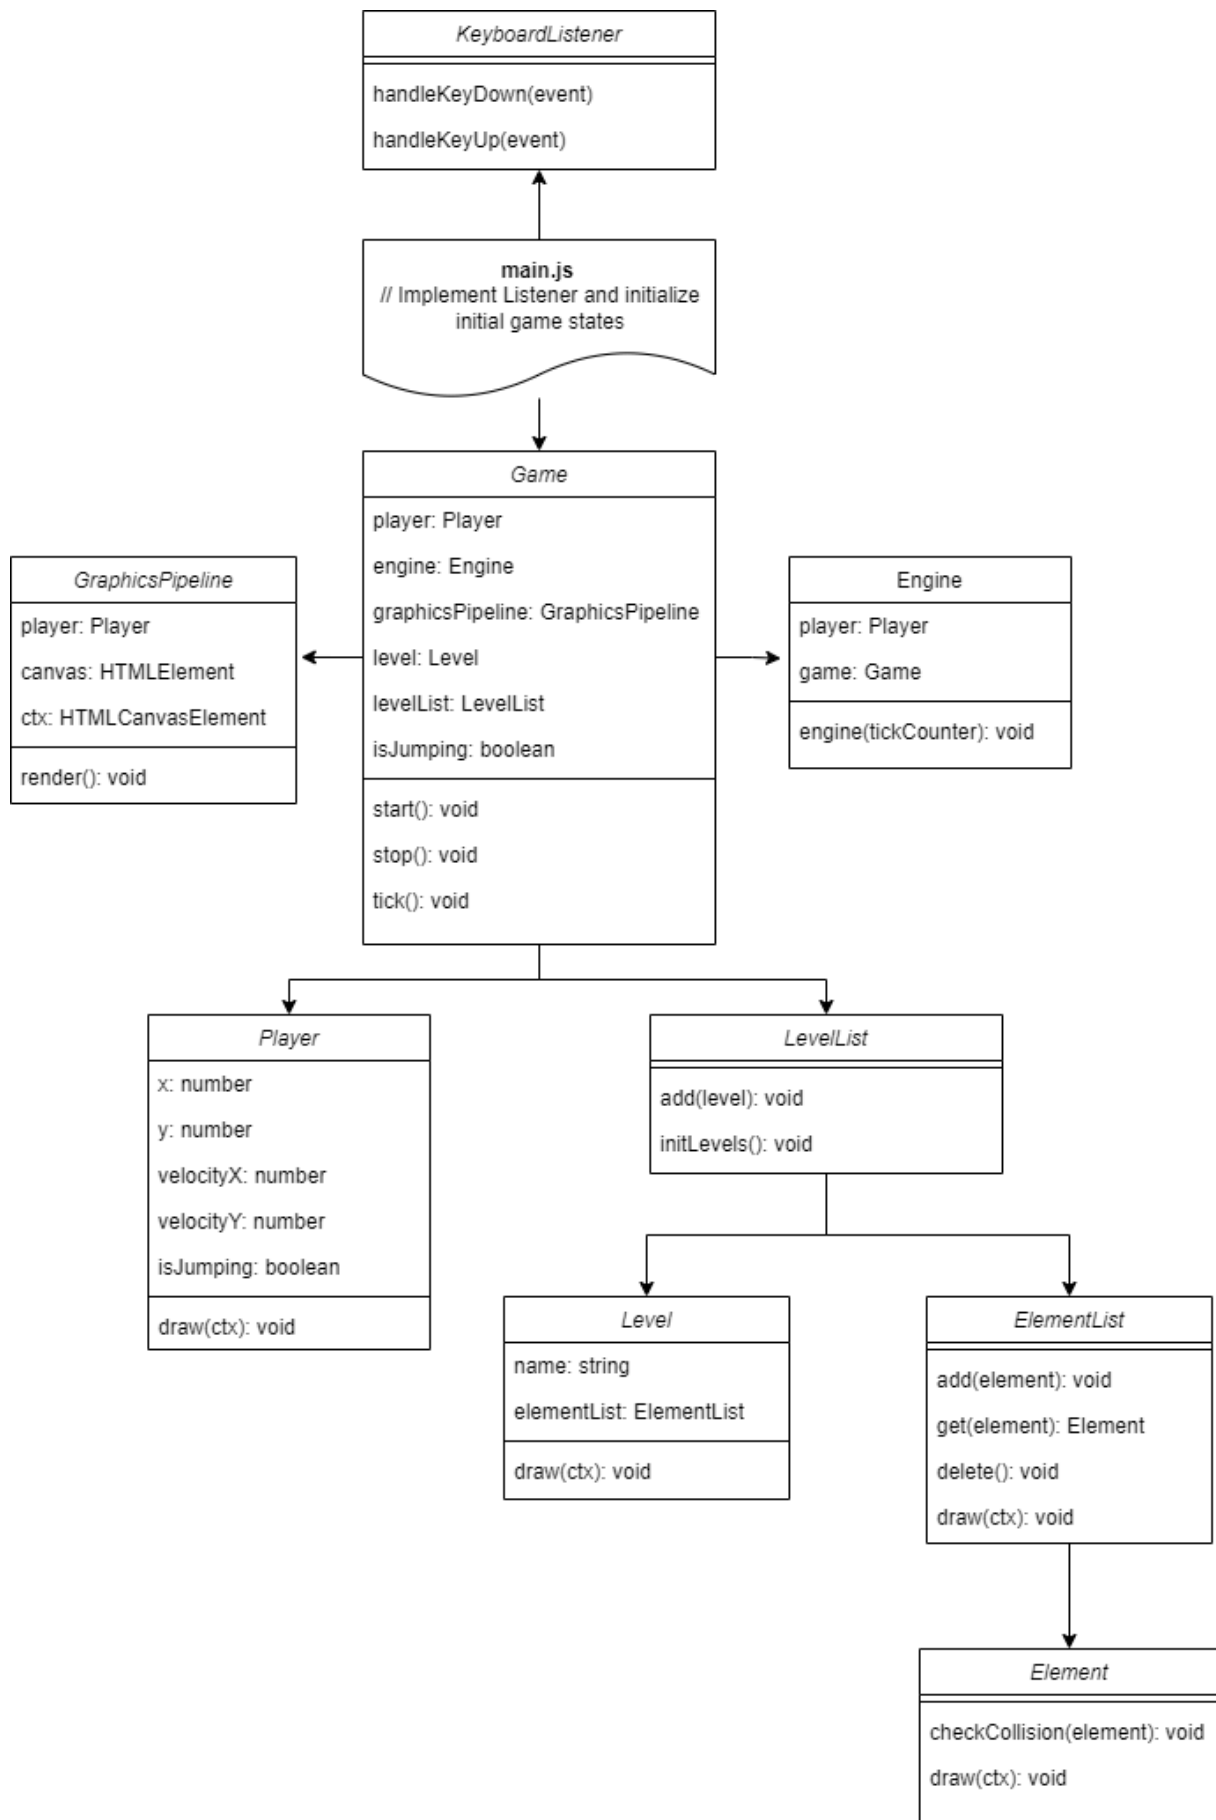 KeyboardListener
handleKeyDown(event)
handleKeyUp(event)
main.js
// Implement Listener and initialize
initial game states
Game
player: Player
engine: Engine
graphicsPipeline: GraphicsPipeline
level: Level
levelList: LevelList
isJumping: boolean
start(): void
stop(): void
tick(): void
GraphicsPipeline
player: Player
canvas: HTMLElement
ctx: HTMLCanvasElement
render(): void
Engine
player: Player
game: Game
engine(tickCounter): void
Player
x: number
y: number
velocityX: number
velocityY: number
isJumping: boolean
draw(ctx): void
LevelList
add(level): void
initLevels(): void
Level
name: string
elementList: ElementList
draw(ctx): void
ElementList
add(element): void
get(element): Element
delete(): void
draw(ctx): void
Element
checkCollision(element): void
draw(ctx): void